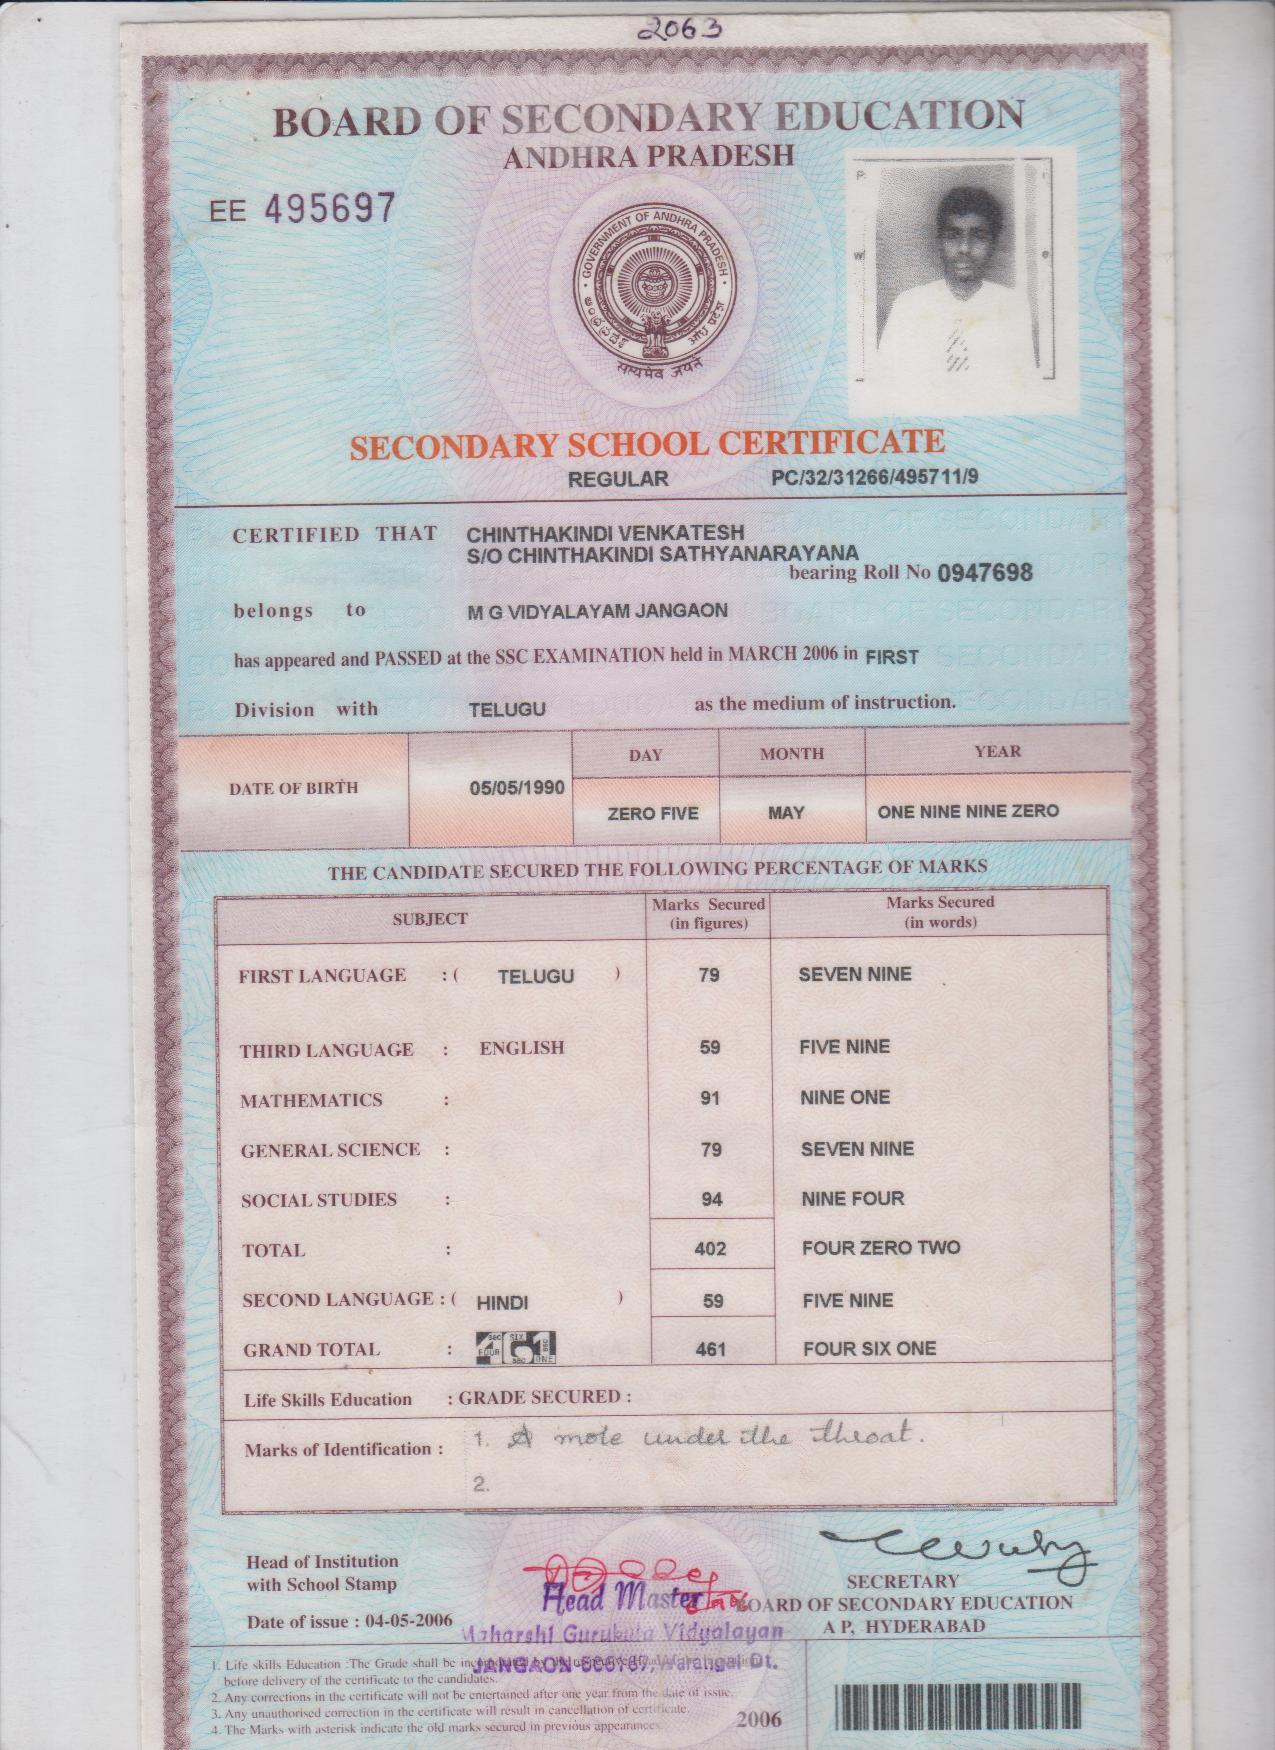 2063
BOARD OF SECONDARY EDUCATION
ANDHRA PRADESH
EE 495697
GOVERNMENT OF ANDHRA PRADESH
सत्यमेव जयते
SECONDARY SCHOOL CERTIFICATE
REGULAR PC/32/31266/495711/9
CERTIFIED THAT CHINTHAKINDI VENKATESH
S/O CHINTHAKINDI SATHYANARAYANA
bearing Roll No 0947698
belongs to M G VIDYALAYAM JANGAON
has appeared and PASSED at the SSC EXAMINATION held in MARCH 2006 in FIRST
Division with TELUGU as the medium of instruction.
DATE OF BIRTH 05/05/1990 DAY MONTH YEAR
ZERO FIVE MAY ONE NINE NINE ZERO
THE CANDIDATE SECURED THE FOLLOWING PERCENTAGE OF MARKS
SUBJECT Marks Secured (in figures) Marks Secured (in words)
FIRST LANGUAGE : ( TELUGU ) 79 SEVEN NINE
THIRD LANGUAGE : ENGLISH 59 FIVE NINE
MATHEMATICS : 91 NINE ONE
GENERAL SCIENCE : 79 SEVEN NINE
SOCIAL STUDIES : 94 NINE FOUR
TOTAL : 402 FOUR ZERO TWO
SECOND LANGUAGE : ( HINDI ) 59 FIVE NINE
GRAND TOTAL : 461 FOUR SIX ONE
Life Skills Education : GRADE SECURED :
Marks of Identification : 1. A mole under the throat.
2.
Head of Institution
with School Stamp
Head Master
Maharshi Gurukula Vidyalayam
JANGAON Warangal Dt.
SECRETARY
BOARD OF SECONDARY EDUCATION
A P, HYDERABAD
Date of issue : 04-05-2006
1. Life skills Education :The Grade shall be
before delivery of the certificate to the candidates.
2. Any corrections in the certificate will not be entertained after one year from the date of issue.
3. Any unauthorised correction in the certificate will result in cancellation of certificate.
4. The Marks with asterisk indicate the old marks secured in previous appearances.
2006